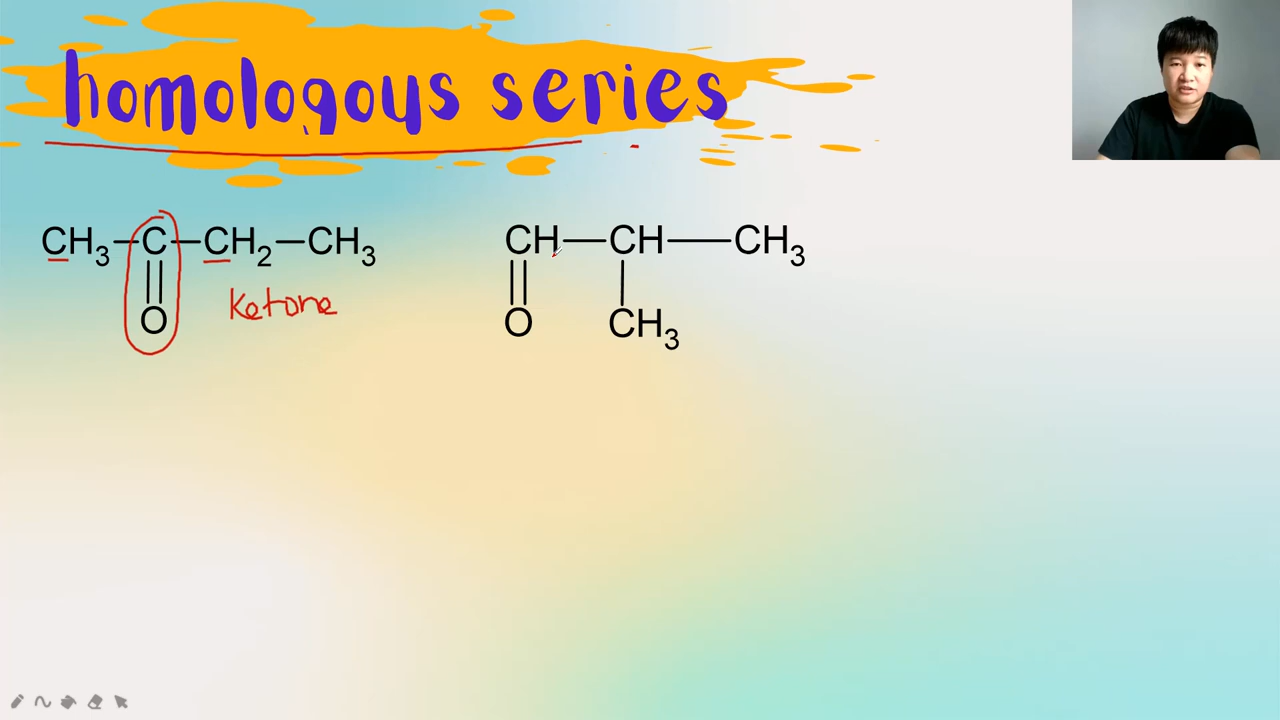 homologous series
CH3—C—CH2—CH3
O
Ketone
CH—CH—CH3
O CH3